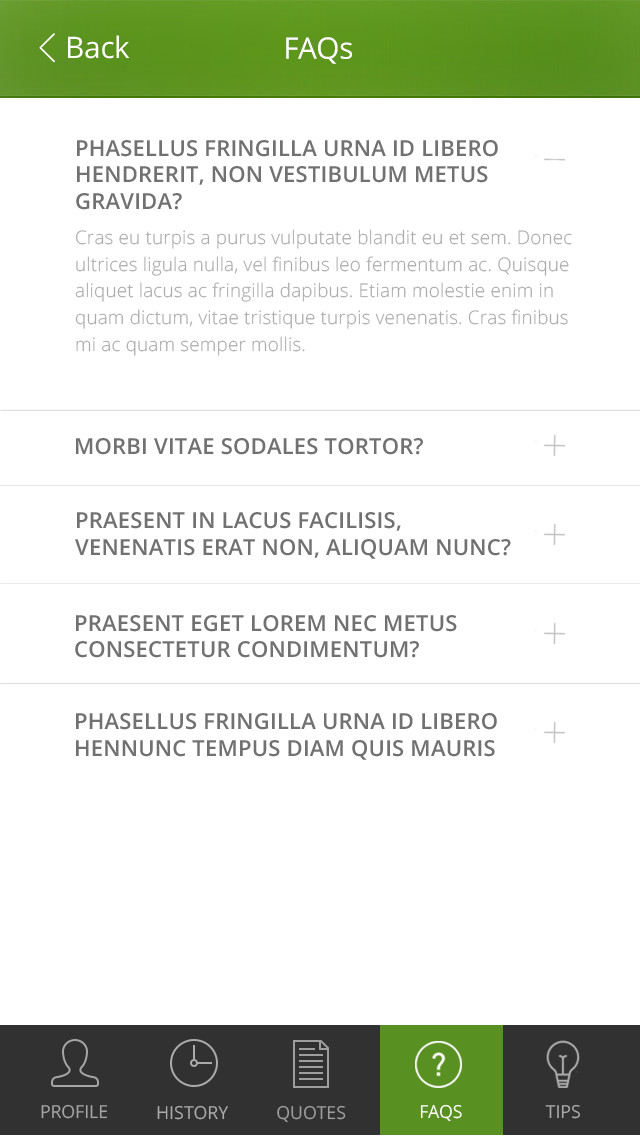 Back
FAQs
PHASELLUS FRINGILLA URNA ID LIBERO
HENDRERIT, NON VESTIBULUM METUS
GRAVIDA?
Cras eu turpis a purus vulputate blandit eu et sem. Donec
ultrices ligula nulla, vel finibus leo fermentum ac. Quisque
aliquet lacus ac fringilla dapibus. Etiam molestie enim in
quam dictum, vitae tristique turpis venenatis. Cras finibus
mi ac quam semper mollis.
MORBI VITAE SODALES TORTOR?
PRAESENT IN LACUS FACILISIS,
VENENATIS ERAT NON, ALIQUAM NUNC?
PRAESENT EGET LOREM NEC METUS
CONSECTETUR CONDIMENTUM?
PHASELLUS FRINGILLA URNA ID LIBERO
HENNUNC TEMPUS DIAM QUIS MAURIS
PROFILE
HISTORY
QUOTES
FAQS
TIPS